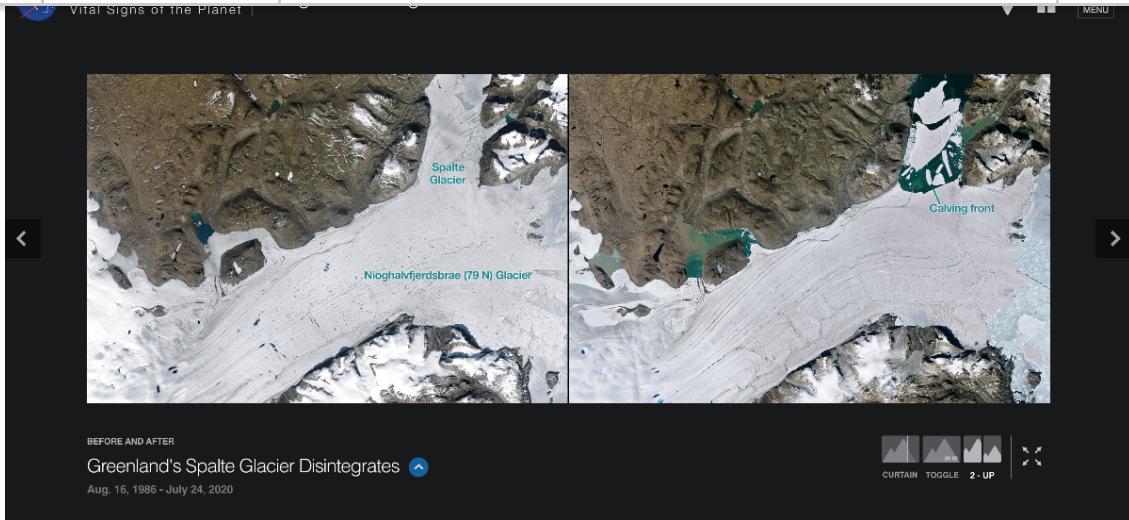 Vital Signs of the Planet
MENU
Spalte
Glacier
Nioghalvfjerdsbrae (79 N) Glacier
Calving front
BEFORE AND AFTER
Greenland's Spalte Glacier Disintegrates
Aug. 16, 1986 - July 24, 2020
CURTAIN TOGGLE 2 - UP